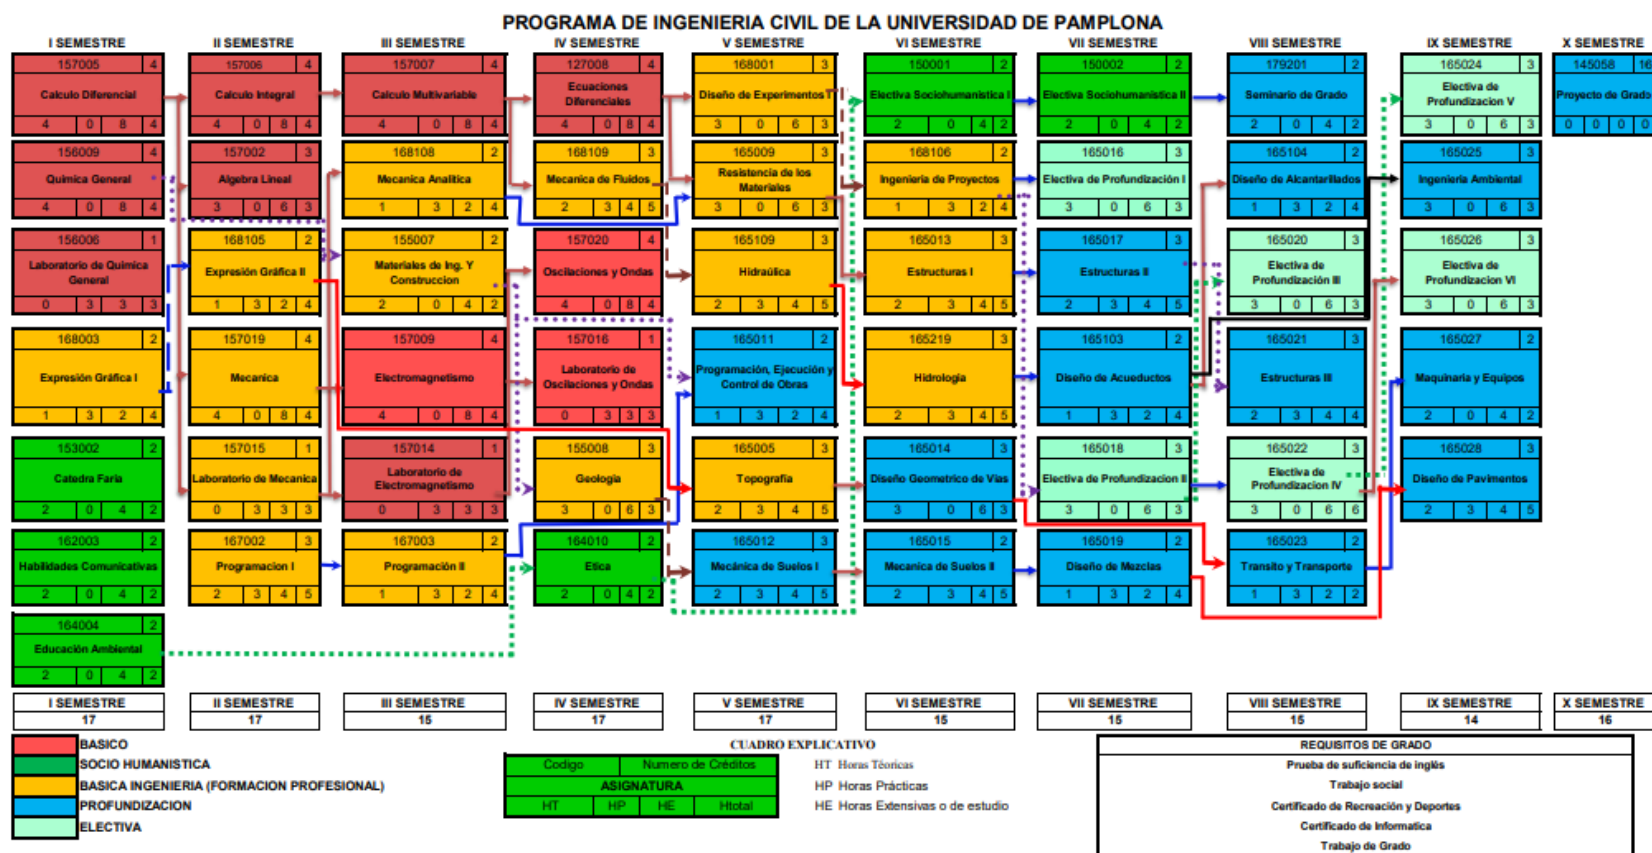 PROGRAMA DE INGENIERIA CIVIL DE LA UNIVERSIDAD DE PAMPLONA
I SEMESTRE
157005 4
Calculo Diferencial
4 0 8 4
156009 4
Quimica General
4 0 8 4
156006 1
Laboratorio de Quimica
General
0 3 3 3
168003 2
Expresión Gráfica I
1 3 2 4
153002 2
Catedra Faria
2 0 4 2
162003 2
Habilidades Comunicativas
2 0 4 2
164004 2
Educación Ambiental
2 0 4 2
I SEMESTRE
17
II SEMESTRE
157006 4
Calculo Integral
4 0 8 4
157002 3
Algebra Lineal
3 0 6 3
168105 2
Expresión Gráfica II
1 3 2 4
157019 4
Mecanica
4 0 8 4
157015 1
Laboratorio de Mecanica
0 3 3 3
167002 3
Programacion I
2 3 4 5
II SEMESTRE
17
III SEMESTRE
157007 4
Calculo Multivariable
4 0 8 4
168108 2
Mecanica Analítica
1 3 2 4
155007 2
Materiales de Ing. Y
Construccion
2 0 4 2
157009 4
Electromagnetismo
4 0 8 4
157014 1
Laboratorio de
Electromagnetismo
0 3 3 3
167003 2
Programación II
1 3 2 4
III SEMESTRE
15
IV SEMESTRE
127008 4
Ecuaciones
Diferenciales
4 0 8 4
168109 3
Mecanica de Fluidos
2 3 4 5
157020 4
Oscilaciones y Ondas
4 0 8 4
157016 1
Laboratorio de
Oscilaciones y Ondas
0 3 3 3
155008 3
Geologia
3 0 6 3
164010 2
Etica
2 0 4 2
IV SEMESTRE
17
V SEMESTRE
168001 3
Diseño de Experimentos
3 0 6 3
165009 3
Resistencia de los
Materiales
3 0 6 3
165109 3
Hidraúlica
2 3 4 5
165011 2
Programación, Ejecución y
Control de Obras
1 3 2 4
165005 3
Topografia
2 3 4 5
165012 3
Mecánica de Suelos I
2 3 4 5
V SEMESTRE
17
VI SEMESTRE
150001 2
Electiva Sociohumanistica I
2 0 4 2
168106 2
Ingenieria de Proyectos
1 3 2 4
165013 3
Estructuras I
2 3 4 5
165219 3
Hidrologia
2 3 4 5
165014 3
Diseño Geometrico de Vias
3 0 6 3
165015 3
Mecanica de Suelos II
2 3 4 5
VI SEMESTRE
15
VII SEMESTRE
150002 2
Electiva Sociohumanistica II
2 0 4 2
165016 3
Electiva de Profundización I
3 0 6 3
165017 3
Estructuras II
2 3 4 5
165103 2
Diseño de Acueductos
1 3 2 4
165018 3
Electiva de Profundizacion II
3 0 6 3
165019 2
Diseño de Mezclas
1 3 2 4
VII SEMESTRE
15
VIII SEMESTRE
179201 2
Seminario de Grado
2 0 4 2
165104 2
Diseño de Alcantarillados
1 3 2 4
165020 3
Electiva de
Profundización III
3 0 6 3
165021 3
Estructuras III
2 3 4 4
165022 3
Electiva de
Profundizacion IV
3 0 6 6
165023 2
Transito y Transporte
1 3 2 2
VIII SEMESTRE
15
IX SEMESTRE
165024 3
Electiva de
Profundizacion V
3 0 6 3
165025 3
Ingenieria Ambiental
3 0 6 3
165026 3
Electiva de
Profundizacion VI
3 0 6 3
165027 2
Maquinaria y Equipos
2 0 4 2
165028 3
Diseño de Pavimentos
2 3 4 5
IX SEMESTRE
14
X SEMESTRE
145058 16
Proyecto de Grado
0 0 0 0
X SEMESTRE
16
BASICO
SOCIO HUMANISTICA
BASICA INGENIERIA (FORMACION PROFESIONAL)
PROFUNDIZACION
ELECTIVA
CUADRO EXPLICATIVO
Codigo Numero de Créditos
ASIGNATURA
HT HP HE Htotal
HT Horas Téoricas
HP Horas Prácticas
HE Horas Extensivas o de estudio
REQUISITOS DE GRADO
Prueba de suficiencia de inglés
Trabajo social
Certificado de Recreación y Deportes
Certificado de Informatica
Trabajo de Grado